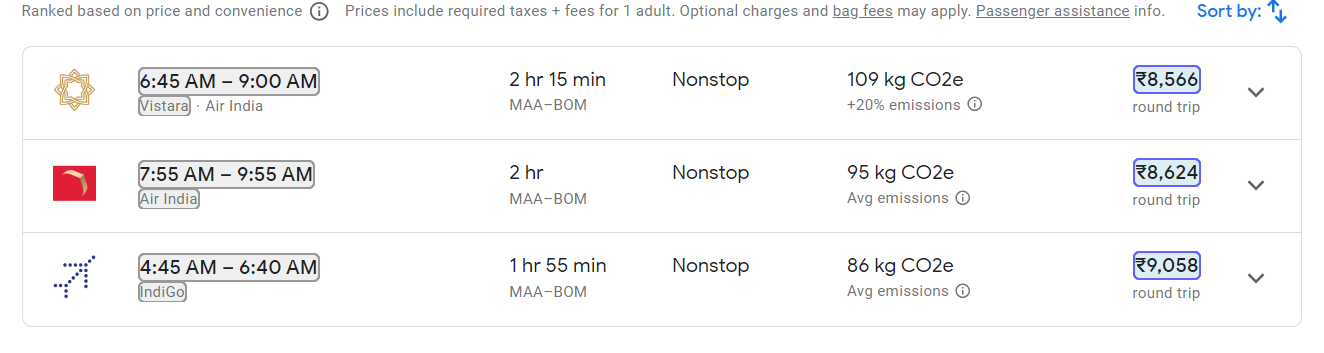 Ranked based on price and convenience Prices include required taxes + fees for 1 adult. Optional charges and bag fees may apply. Passenger assistance info. Sort by:
6:45 AM – 9:00 AM 2 hr 15 min Nonstop 109 kg CO2e ₹8,566
Vistara · Air India MAA–BOM +20% emissions round trip
7:55 AM – 9:55 AM 2 hr Nonstop 95 kg CO2e ₹8,624
Air India MAA–BOM Avg emissions round trip
4:45 AM – 6:40 AM 1 hr 55 min Nonstop 86 kg CO2e ₹9,058
IndiGo MAA–BOM Avg emissions round trip